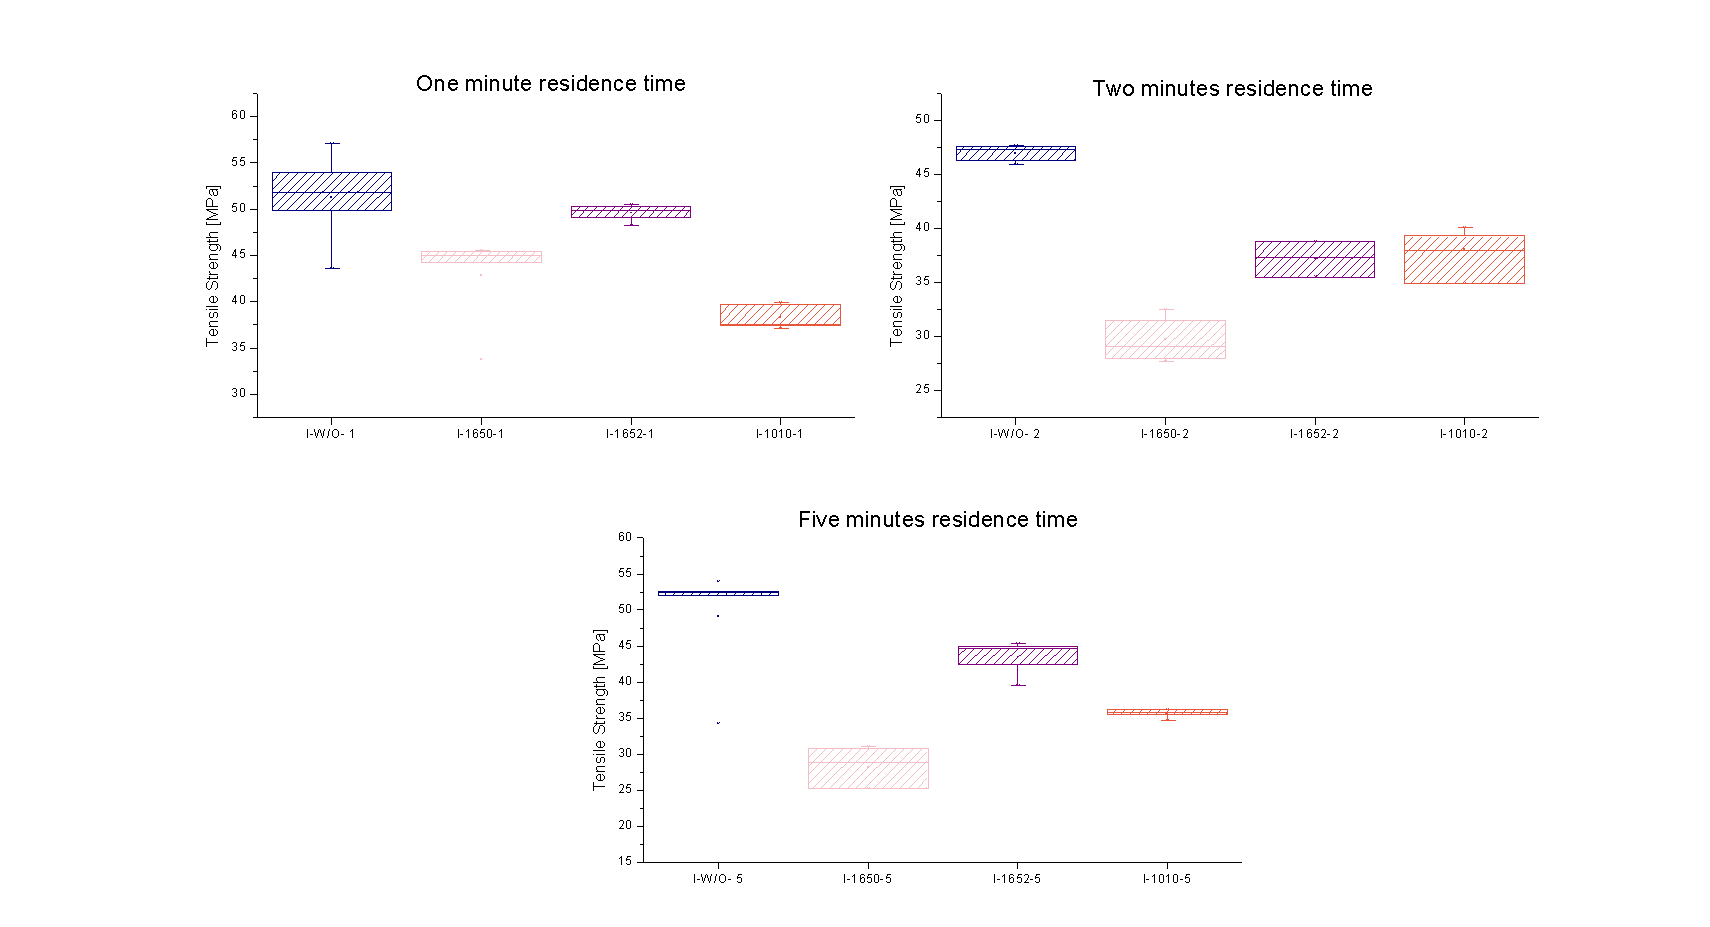 One minute residence time
Tensile Strength [MPa]
60
55
50
45
40
35
30
I-W/O- 1
I-1650-1
I-1652-1
I-1010-1
Two minutes residence time
Tensile Strength [MPa]
50
45
40
35
30
25
I-W/O- 2
I-1650-2
I-1652-2
I-1010-2
Five minutes residence time
Tensile Strength [MPa]
60
55
50
45
40
35
30
25
20
15
I-W/O- 5
I-1650-5
I-1652-5
I-1010-5